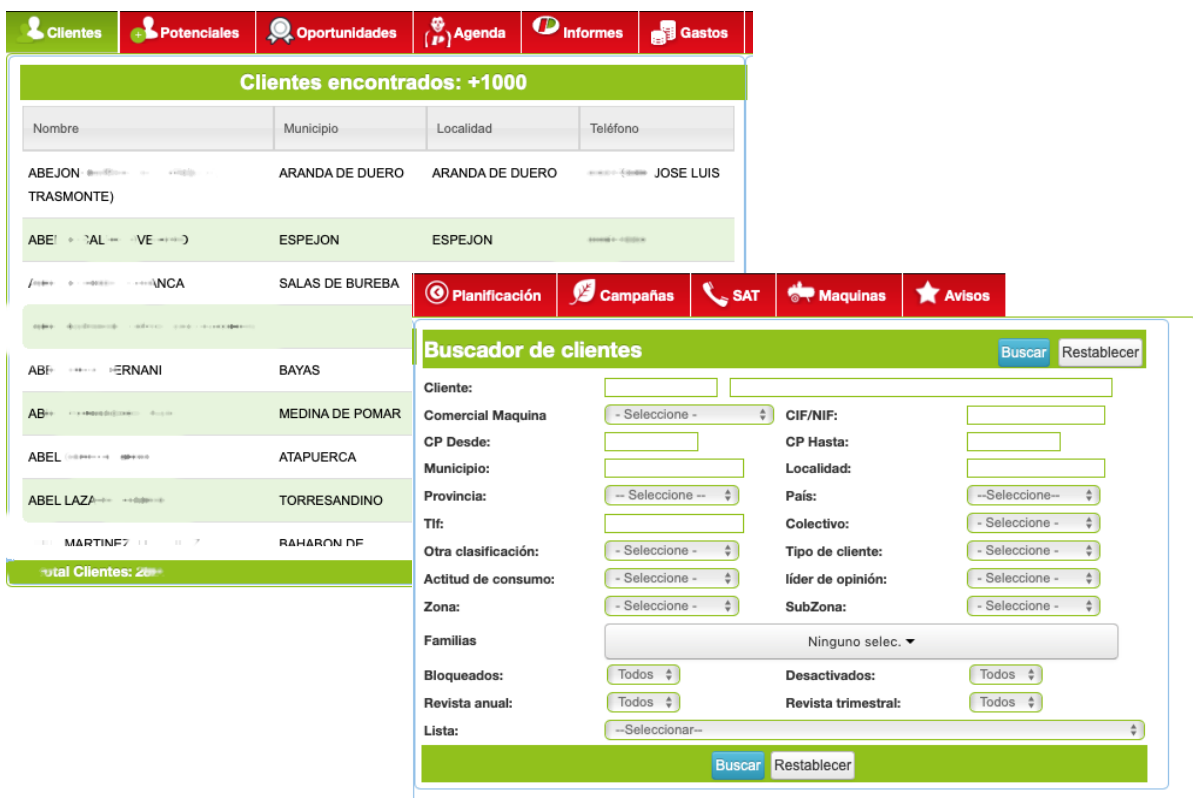 Clientes
Potenciales
Oportunidades
Agenda
Informes
Gastos
Clientes encontrados: +1000
Nombre Municipio Localidad Teléfono
ABEJON ARANDA DE DUERO ARANDA DE DUERO JOSE LUIS
TRASMONTE)
ESPEJON ESPEJON
SALAS DE BUREBA
BAYAS
MEDINA DE POMAR
ABEL ATAPUERCA
ABEL TORRESANDINO
MARTINEZ BAHABON DE
Total Clientes:
Planificación
Campañas
SAT
Maquinas
Avisos
Buscador de clientes
Buscar Restablecer
Cliente:
Comercial Maquina - Seleccione - CIF/NIF:
CP Desde: CP Hasta:
Municipio: Localidad:
Provincia: -- Seleccione -- País: --Seleccione--
Tlf: Colectivo: - Seleccione -
Otra clasificación: - Seleccione - Tipo de cliente: - Seleccione -
Actitud de consumo: - Seleccione - líder de opinión: - Seleccione -
Zona: - Seleccione - SubZona: - Seleccione -
Familias Ninguno selec.
Bloqueados: Todos Desactivados: Todos
Revista anual: Todos Revista trimestral: Todos
Lista: --Seleccionar--
Buscar Restablecer